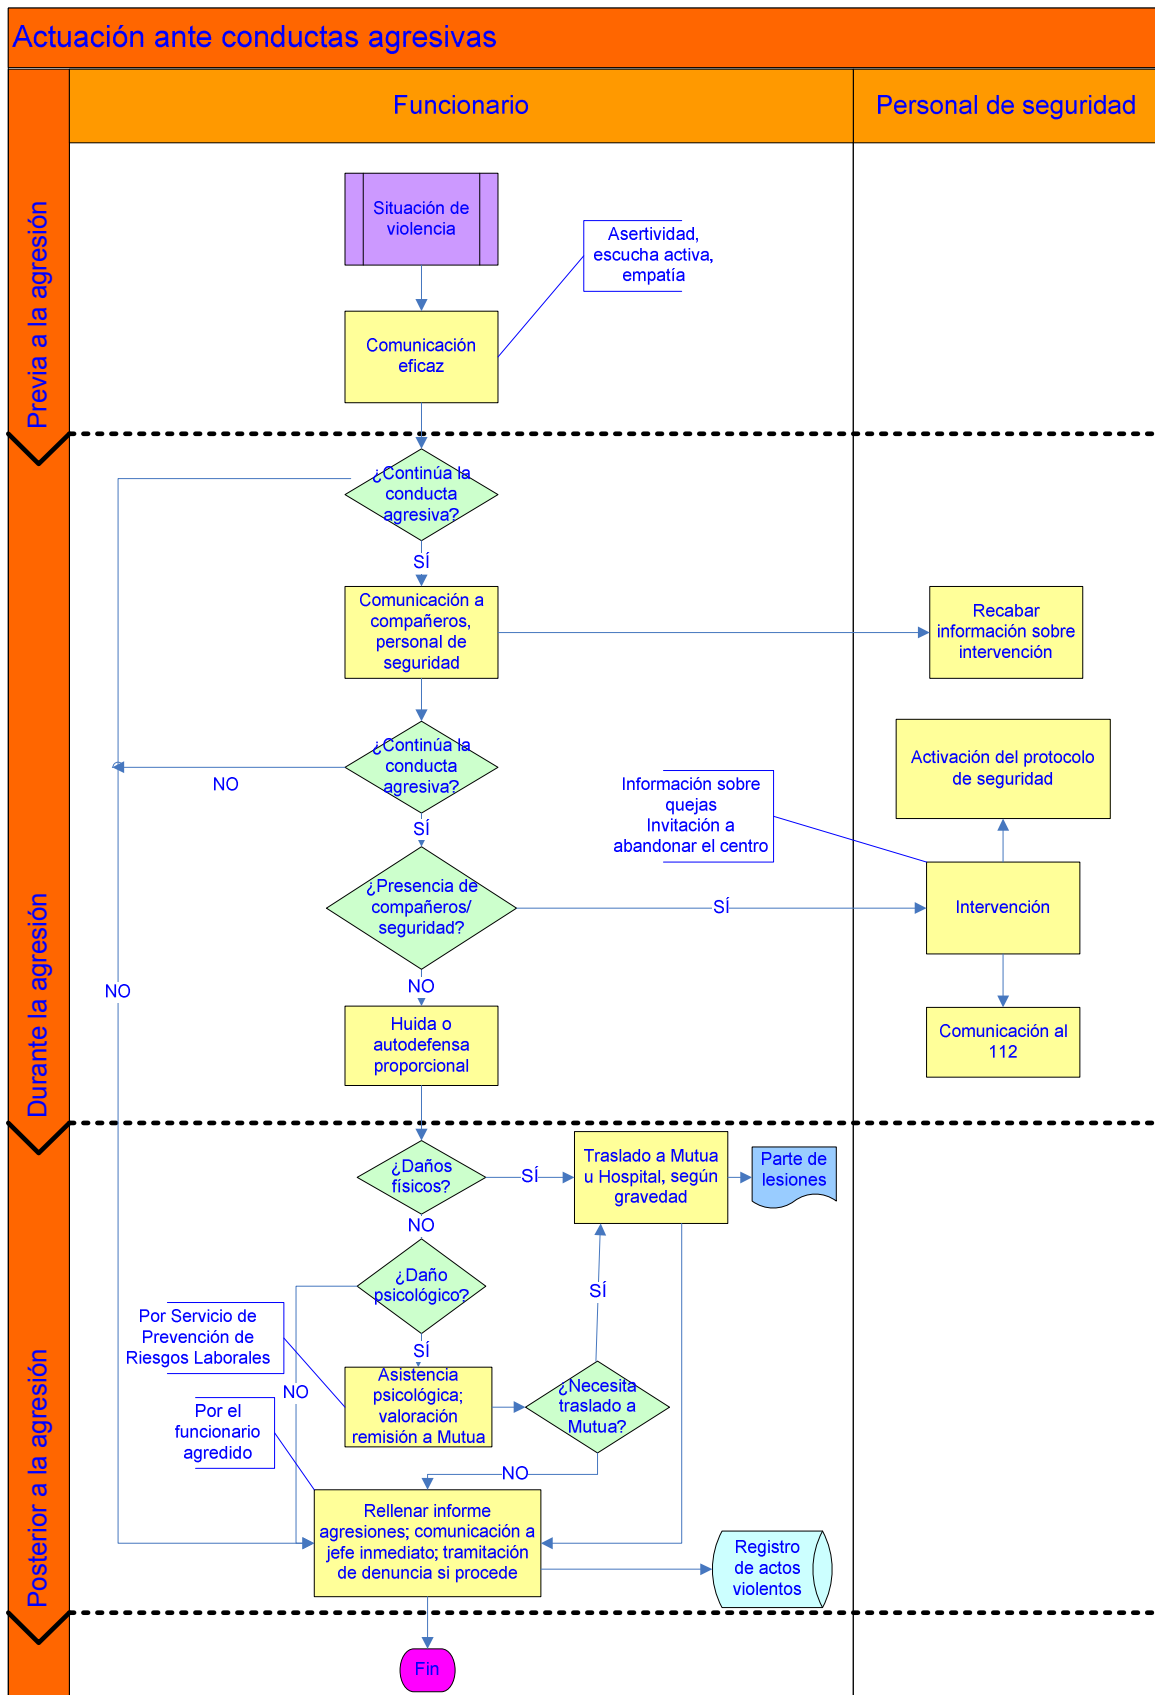 Actuación ante conductas agresivas
Funcionario
Personal de seguridad
Previa a la agresión
Situación de
violencia
Asertividad,
escucha activa,
empatía
Comunicación
eficaz
Durante la agresión
¿Continúa la
conducta
agresiva?
SÍ
Comunicación a
compañeros,
personal de
seguridad
Recabar
información sobre
intervención
¿Continúa la
conducta
agresiva?
NO
SÍ
Información sobre
quejas
Invitación a
abandonar el centro
Activación del protocolo
de seguridad
¿Presencia de
compañeros/
seguridad?
SÍ
Intervención
NO
NO
Huida o
autodefensa
proporcional
Comunicación al
112
Posterior a la agresión
¿Daños
físicos?
SÍ
Traslado a Mutua
u Hospital, según
gravedad
Parte de
lesiones
NO
¿Daño
psicológico?
SÍ
Por Servicio de
Prevención de
Riesgos Laborales
SÍ
NO
Asistencia
psicológica;
valoración
remisión a Mutua
¿Necesita
traslado a
Mutua?
Por el
funcionario
agredido
NO
Rellenar informe
agresiones; comunicación a
jefe inmediato; tramitación
de denuncia si procede
Registro
de actos
violentos
Fin